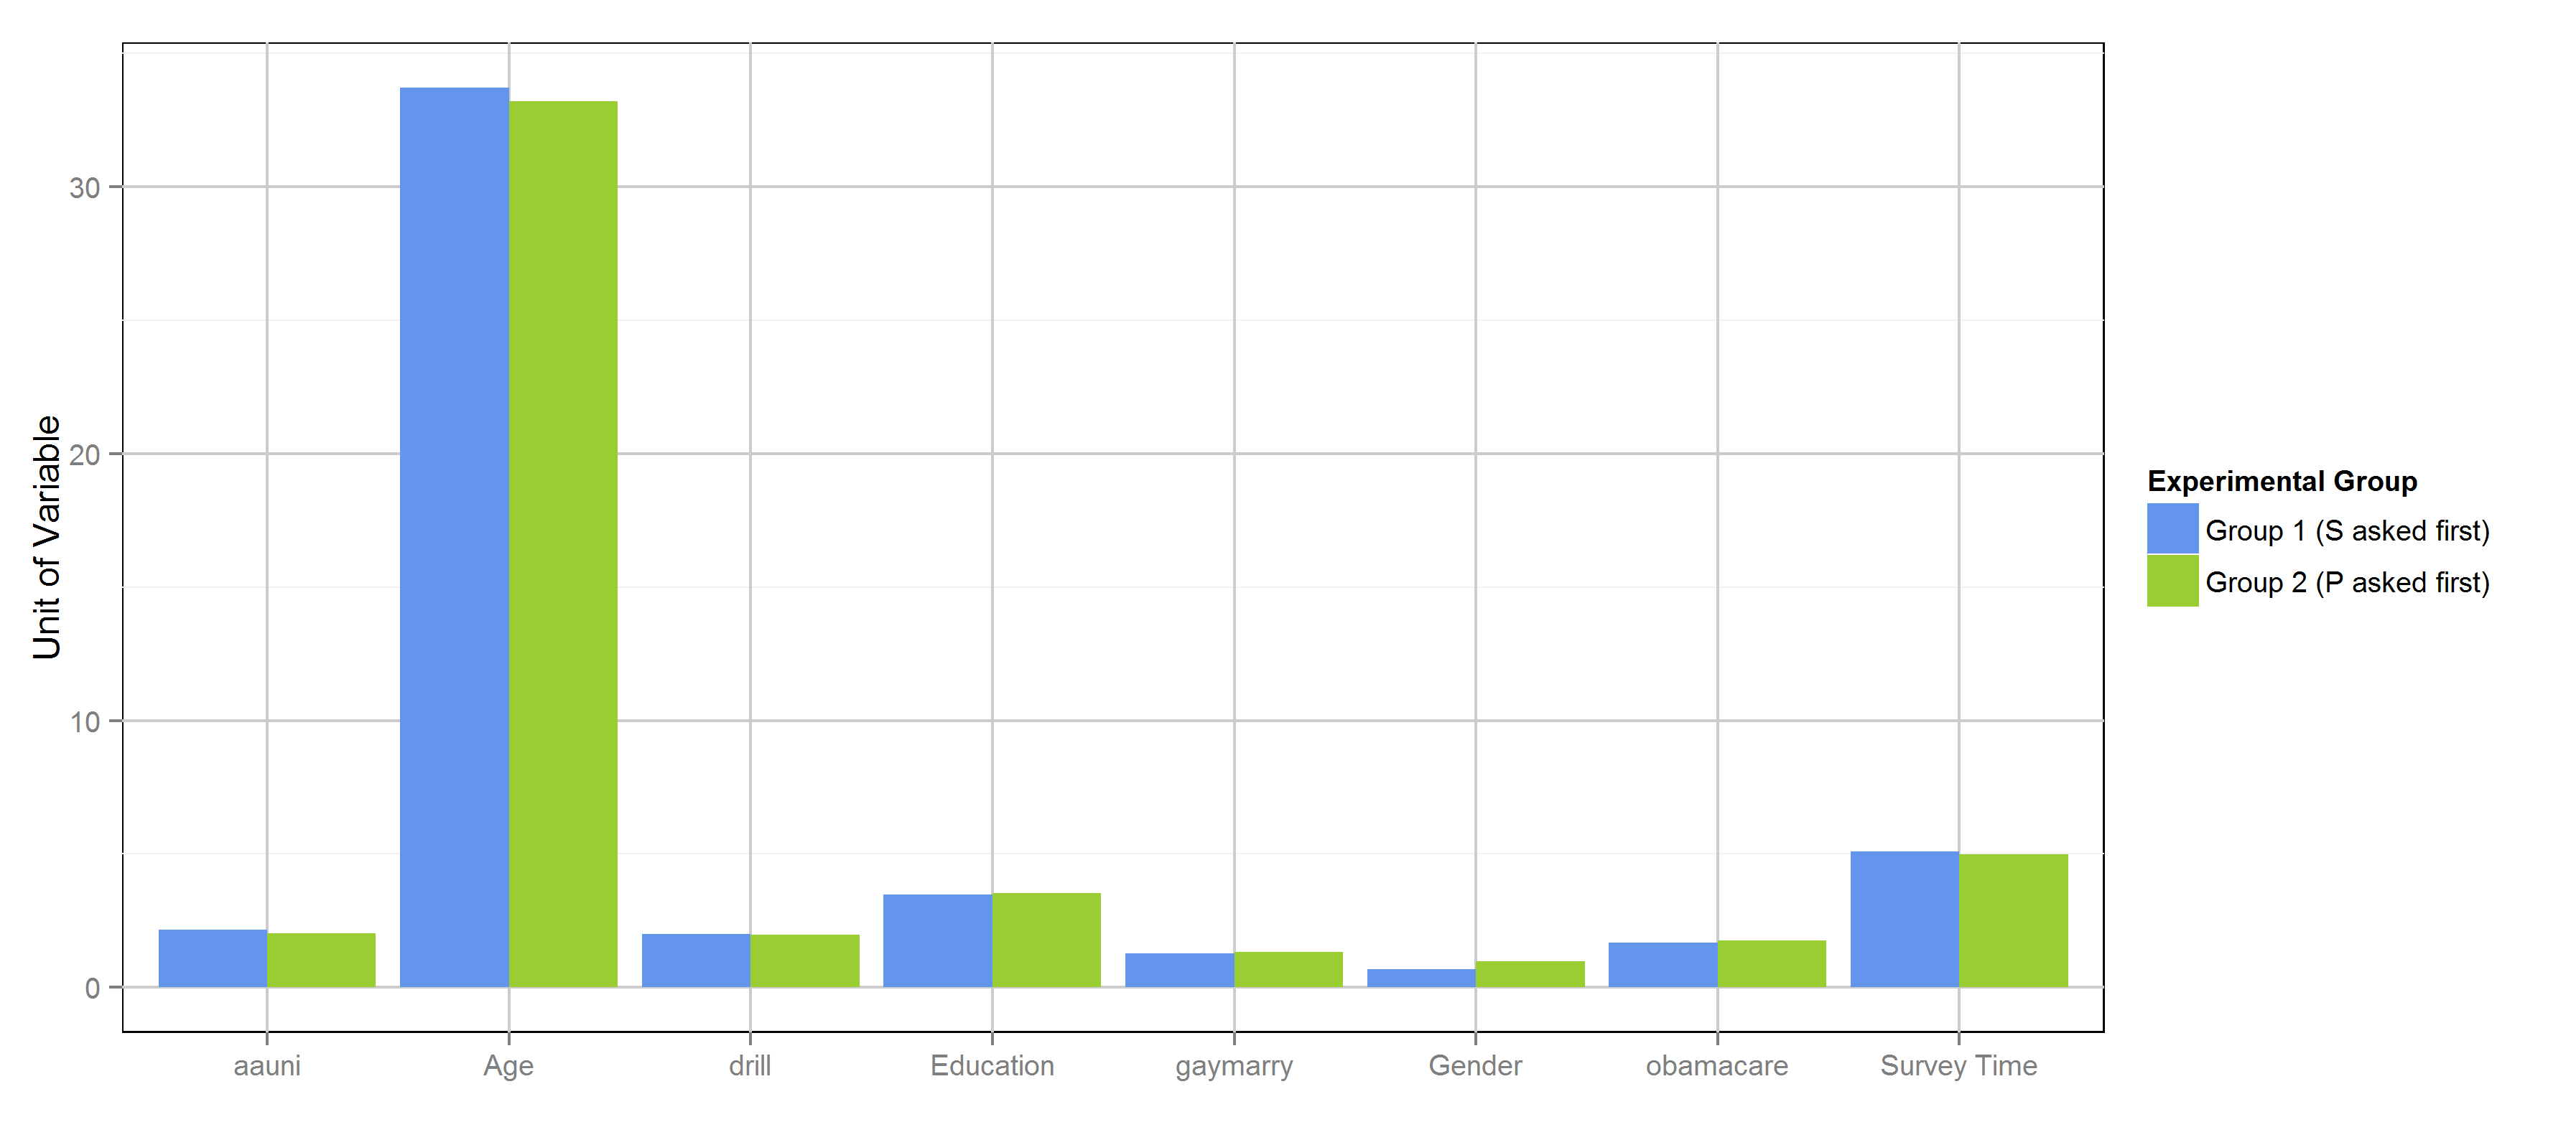 Unit of Variable
30
20
10
0
aauni Age drill Education gaymarry Gender obamacare Survey Time
Experimental Group
Group 1 (S asked first)
Group 2 (P asked first)